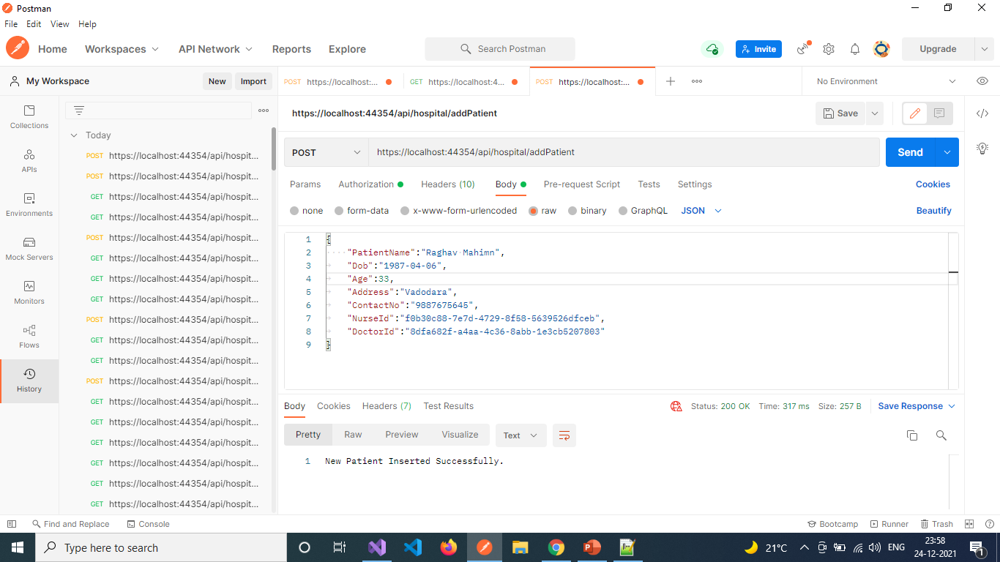 Postman
File Edit View Help
Home Workspaces API Network Reports Explore Search Postman Invite Upgrade
My Workspace New Import
POST https://localhost:... GET https://localhost:4... POST https://localhost:... No Environment
https://localhost:44354/api/hospital/addPatient Save
Collections
APIs
Environments
Mock Servers
Monitors
Flows
History
Today
POST https://localhost:44354/api/hospit...
POST https://localhost:44354/api/hospit...
GET https://localhost:44354/api/hospit...
GET https://localhost:44354/api/hospit...
POST https://localhost:44354/api/hospit...
GET https://localhost:44354/api/hospit...
GET https://localhost:44354/api/hospit...
GET https://localhost:44354/api/hospit...
POST https://localhost:44354/api/hospit...
GET https://localhost:44354/api/hospit...
GET https://localhost:44354/api/hospit...
POST https://localhost:44354/api/hospit...
GET https://localhost:44354/api/hospit...
GET https://localhost:44354/api/hospit...
GET https://localhost:44354/api/hospit...
GET https://localhost:44354/api/hospit...
GET https://localhost:44354/api/hospit...
GET https://localhost:44354/api/hospit...
POST https://localhost:44354/api/hospital/addPatient Send
Params Authorization Headers (10) Body Pre-request Script Tests Settings Cookies
none form-data x-www-form-urlencoded raw binary GraphQL JSON Beautify
1 {
2 "PatientName":"Raghav Mahimn",
3 "Dob":"1987-04-06",
4 "Age":33,
5 "Address":"Vadodara",
6 "ContactNo":"9887675645",
7 "NurseId":"f0b30c88-7e7d-4729-8f58-5639526dfceb",
8 "DoctorId":"8dfa682f-a4aa-4c36-8abb-1e3cb5207803"
9 }
Body Cookies Headers (7) Test Results Status: 200 OK Time: 317 ms Size: 257 B Save Response
Pretty Raw Preview Visualize Text
1 New Patient Inserted Successfully.
Find and Replace Console Bootcamp Runner Trash
Type here to search 21°C ENG 23:58
24-12-2021
1